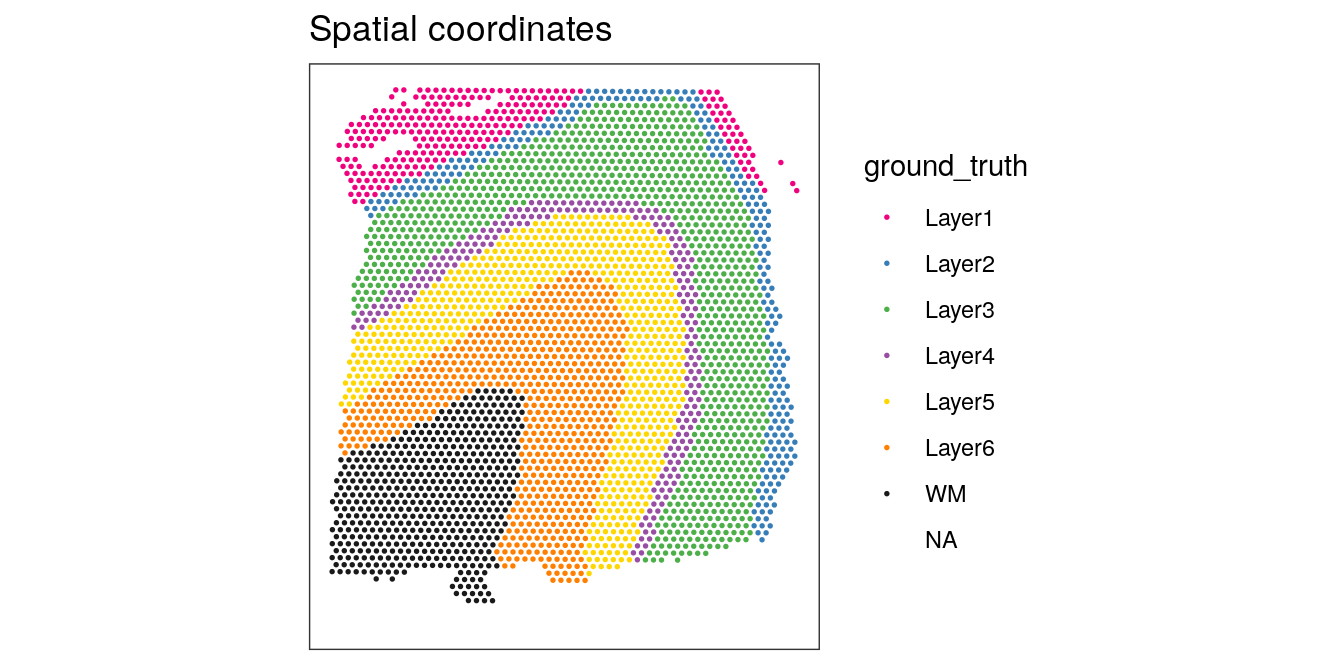 Spatial coordinates
ground_truth
Layer1
Layer2
Layer3
Layer4
Layer5
Layer6
WM
NA